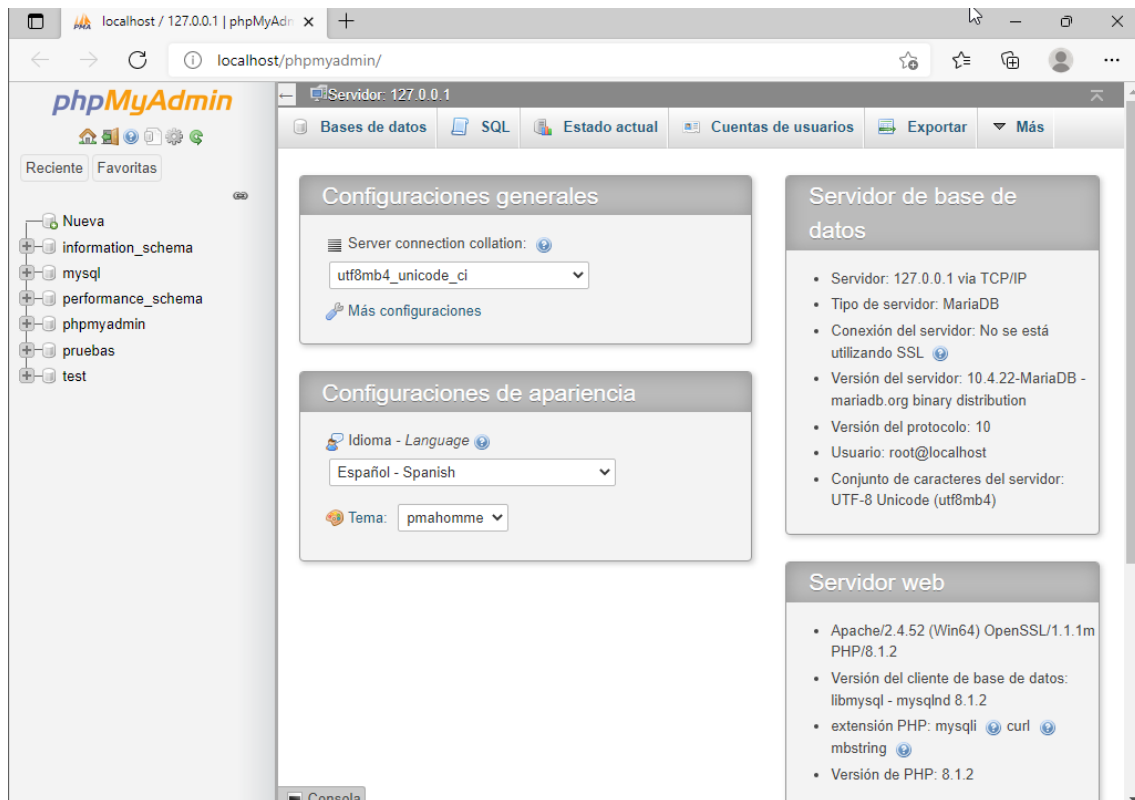 localhost / 127.0.0.1 | phpMyAdr
localhost/phpmyadmin/
phpMyAdmin
Reciente Favoritas
Nueva
information_schema
mysql
performance_schema
phpmyadmin
pruebas
test
Servidor: 127.0.0.1
Bases de datos SQL Estado actual Cuentas de usuarios Exportar Más
Configuraciones generales
Server connection collation:
utf8mb4_unicode_ci
Más configuraciones
Configuraciones de apariencia
Idioma - Language
Español - Spanish
Tema: pmahomme
Servidor de base de
datos
Servidor: 127.0.0.1 via TCP/IP
Tipo de servidor: MariaDB
Conexión del servidor: No se está
utilizando SSL
Versión del servidor: 10.4.22-MariaDB -
mariadb.org binary distribution
Versión del protocolo: 10
Usuario: root@localhost
Conjunto de caracteres del servidor:
UTF-8 Unicode (utf8mb4)
Servidor web
Apache/2.4.52 (Win64) OpenSSL/1.1.1m
PHP/8.1.2
Versión del cliente de base de datos:
libmysql - mysqlnd 8.1.2
extensión PHP: mysqli curl
mbstring
Versión de PHP: 8.1.2
Consola